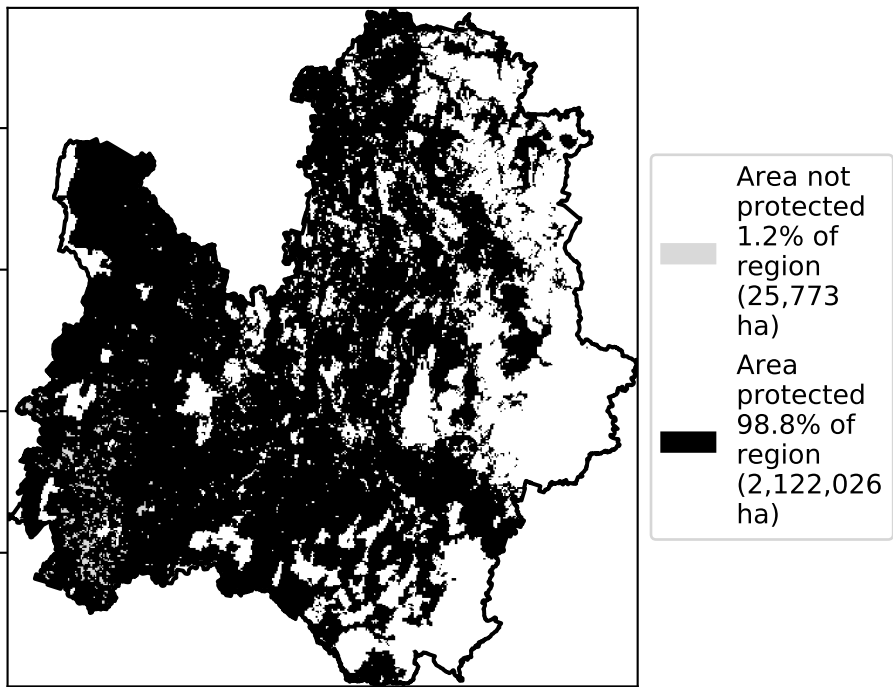 Area not
protected
1.2% of
region
(25,773
ha)
Area
protected
98.8% of
region
(2,122,026
ha)